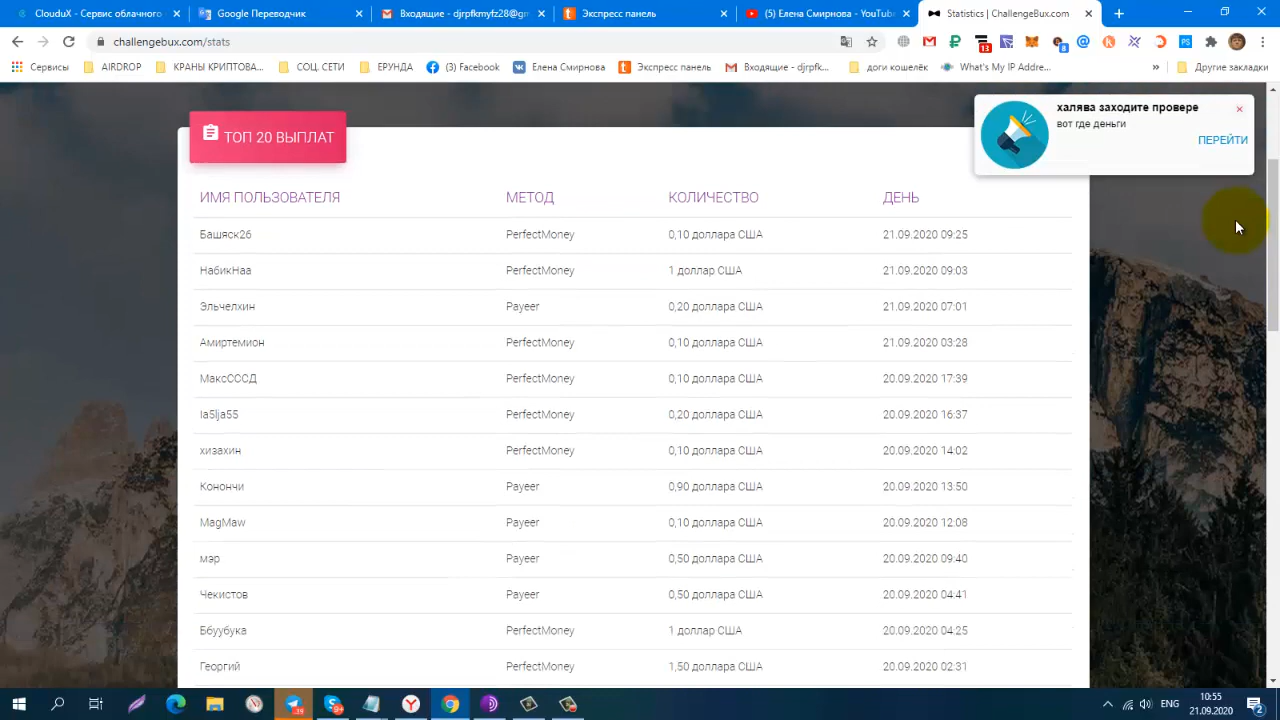 ClouduX - Сервис облачного
Google Переводчик
Входящие - djrpfkmyfz28@gm
Экспресс панель
(5) Елена Смирнова - YouTube
Statistics | ChallengeBux.com
challengebux.com/stats
13
8
Сервисы
AIRDROP
КРАНЫ КРИПТОВА...
СОЦ. СЕТИ
ЕРУНДА
(3) Facebook
Елена Смирнова
Экспресс панель
Входящие - djrpfk...
доги кошелёк
What's My IP Addre...
»
Другие закладки
халява заходите провере
вот где деньги
ПЕРЕЙТИ
ТОП 20 ВЫПЛАТ
ИМЯ ПОЛЬЗОВАТЕЛЯ МЕТОД КОЛИЧЕСТВО ДЕНЬ
Башяск26 PerfectMoney 0,10 доллара США 21.09.2020 09:25
НабикНаа PerfectMoney 1 доллар США 21.09.2020 09:03
Эльчелхин Payeer 0,20 доллара США 21.09.2020 07:01
Амиртемион PerfectMoney 0,10 доллара США 21.09.2020 03:28
МаксСССД PerfectMoney 0,10 доллара США 20.09.2020 17:39
la5lja55 PerfectMoney 0,20 доллара США 20.09.2020 16:37
хизахин PerfectMoney 0,10 доллара США 20.09.2020 14:02
Конончи Payeer 0,90 доллара США 20.09.2020 13:50
MagMaw Payeer 0,10 доллара США 20.09.2020 12:08
мэр Payeer 0,50 доллара США 20.09.2020 09:40
Чекистов Payeer 0,50 доллара США 20.09.2020 04:41
Ббуубука PerfectMoney 1 доллар США 20.09.2020 04:25
Георгий PerfectMoney 1,50 доллара США 20.09.2020 02:31
ENG
10:55
21.09.2020
2